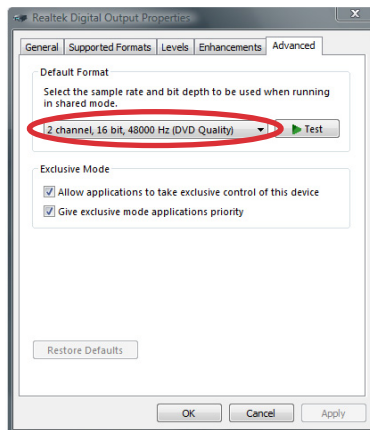 Realtek Digital Output Properties
General Supported Formats Levels Enhancements Advanced
Default Format
Select the sample rate and bit depth to be used when running
in shared mode.
2 channel, 16 bit, 48000 Hz (DVD Quality) Test
Exclusive Mode
Allow applications to take exclusive control of this device
Give exclusive mode applications priority
Restore Defaults
OK Cancel Apply